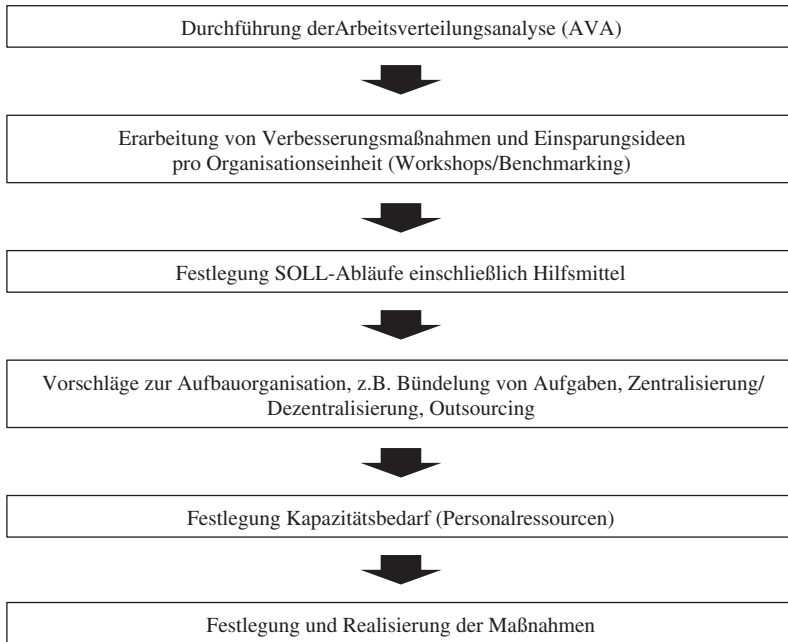 Durchführung derArbeitsverteilungsanalyse (AVA)
Erarbeitung von Verbesserungsmaßnahmen und Einsparungsideen
pro Organisationseinheit (Workshops/Benchmarking)
Festlegung SOLL-Abläufe einschließlich Hilfsmittel
Vorschläge zur Aufbauorganisation, z.B. Bündelung von Aufgaben, Zentralisierung/
Dezentralisierung, Outsourcing
Festlegung Kapazitätsbedarf (Personalressourcen)
Festlegung und Realisierung der Maßnahmen